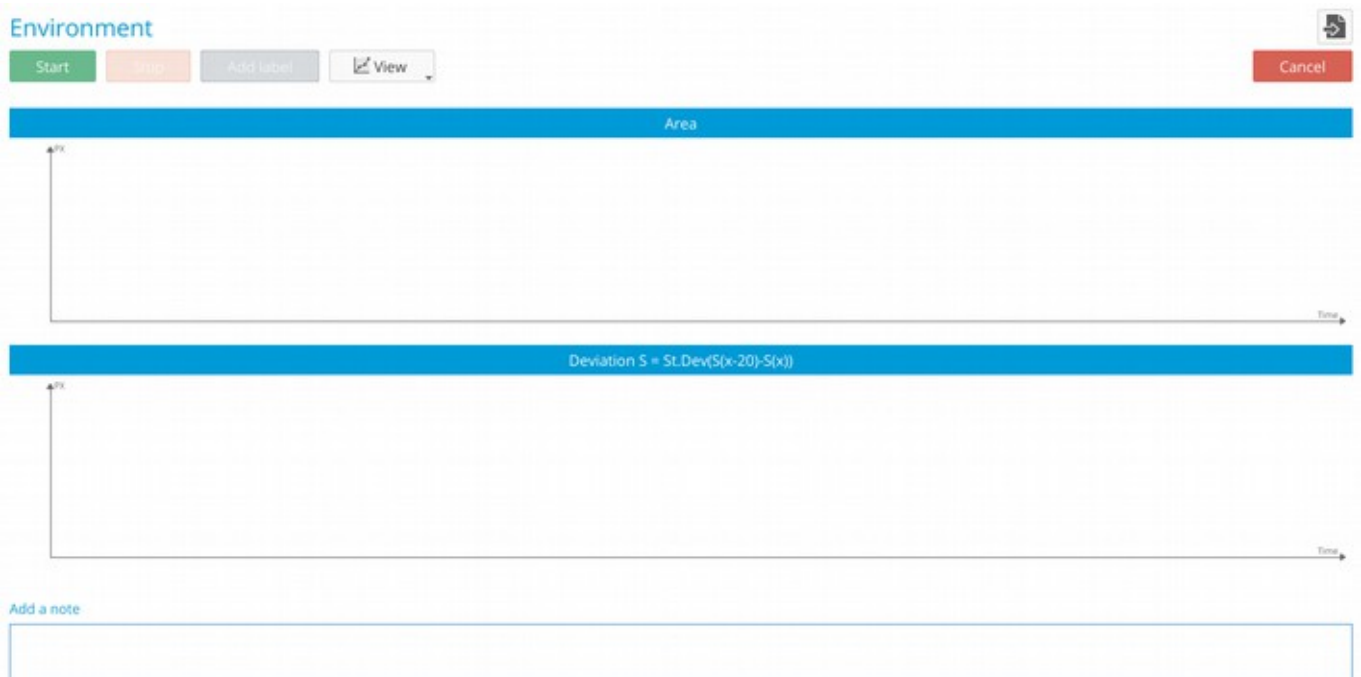 Environment
Start Stop Add label View Cancel
Area
PX
Time
Deviation S = St.Dev(S(x-20)-S(x))
PX
Time
Add a note